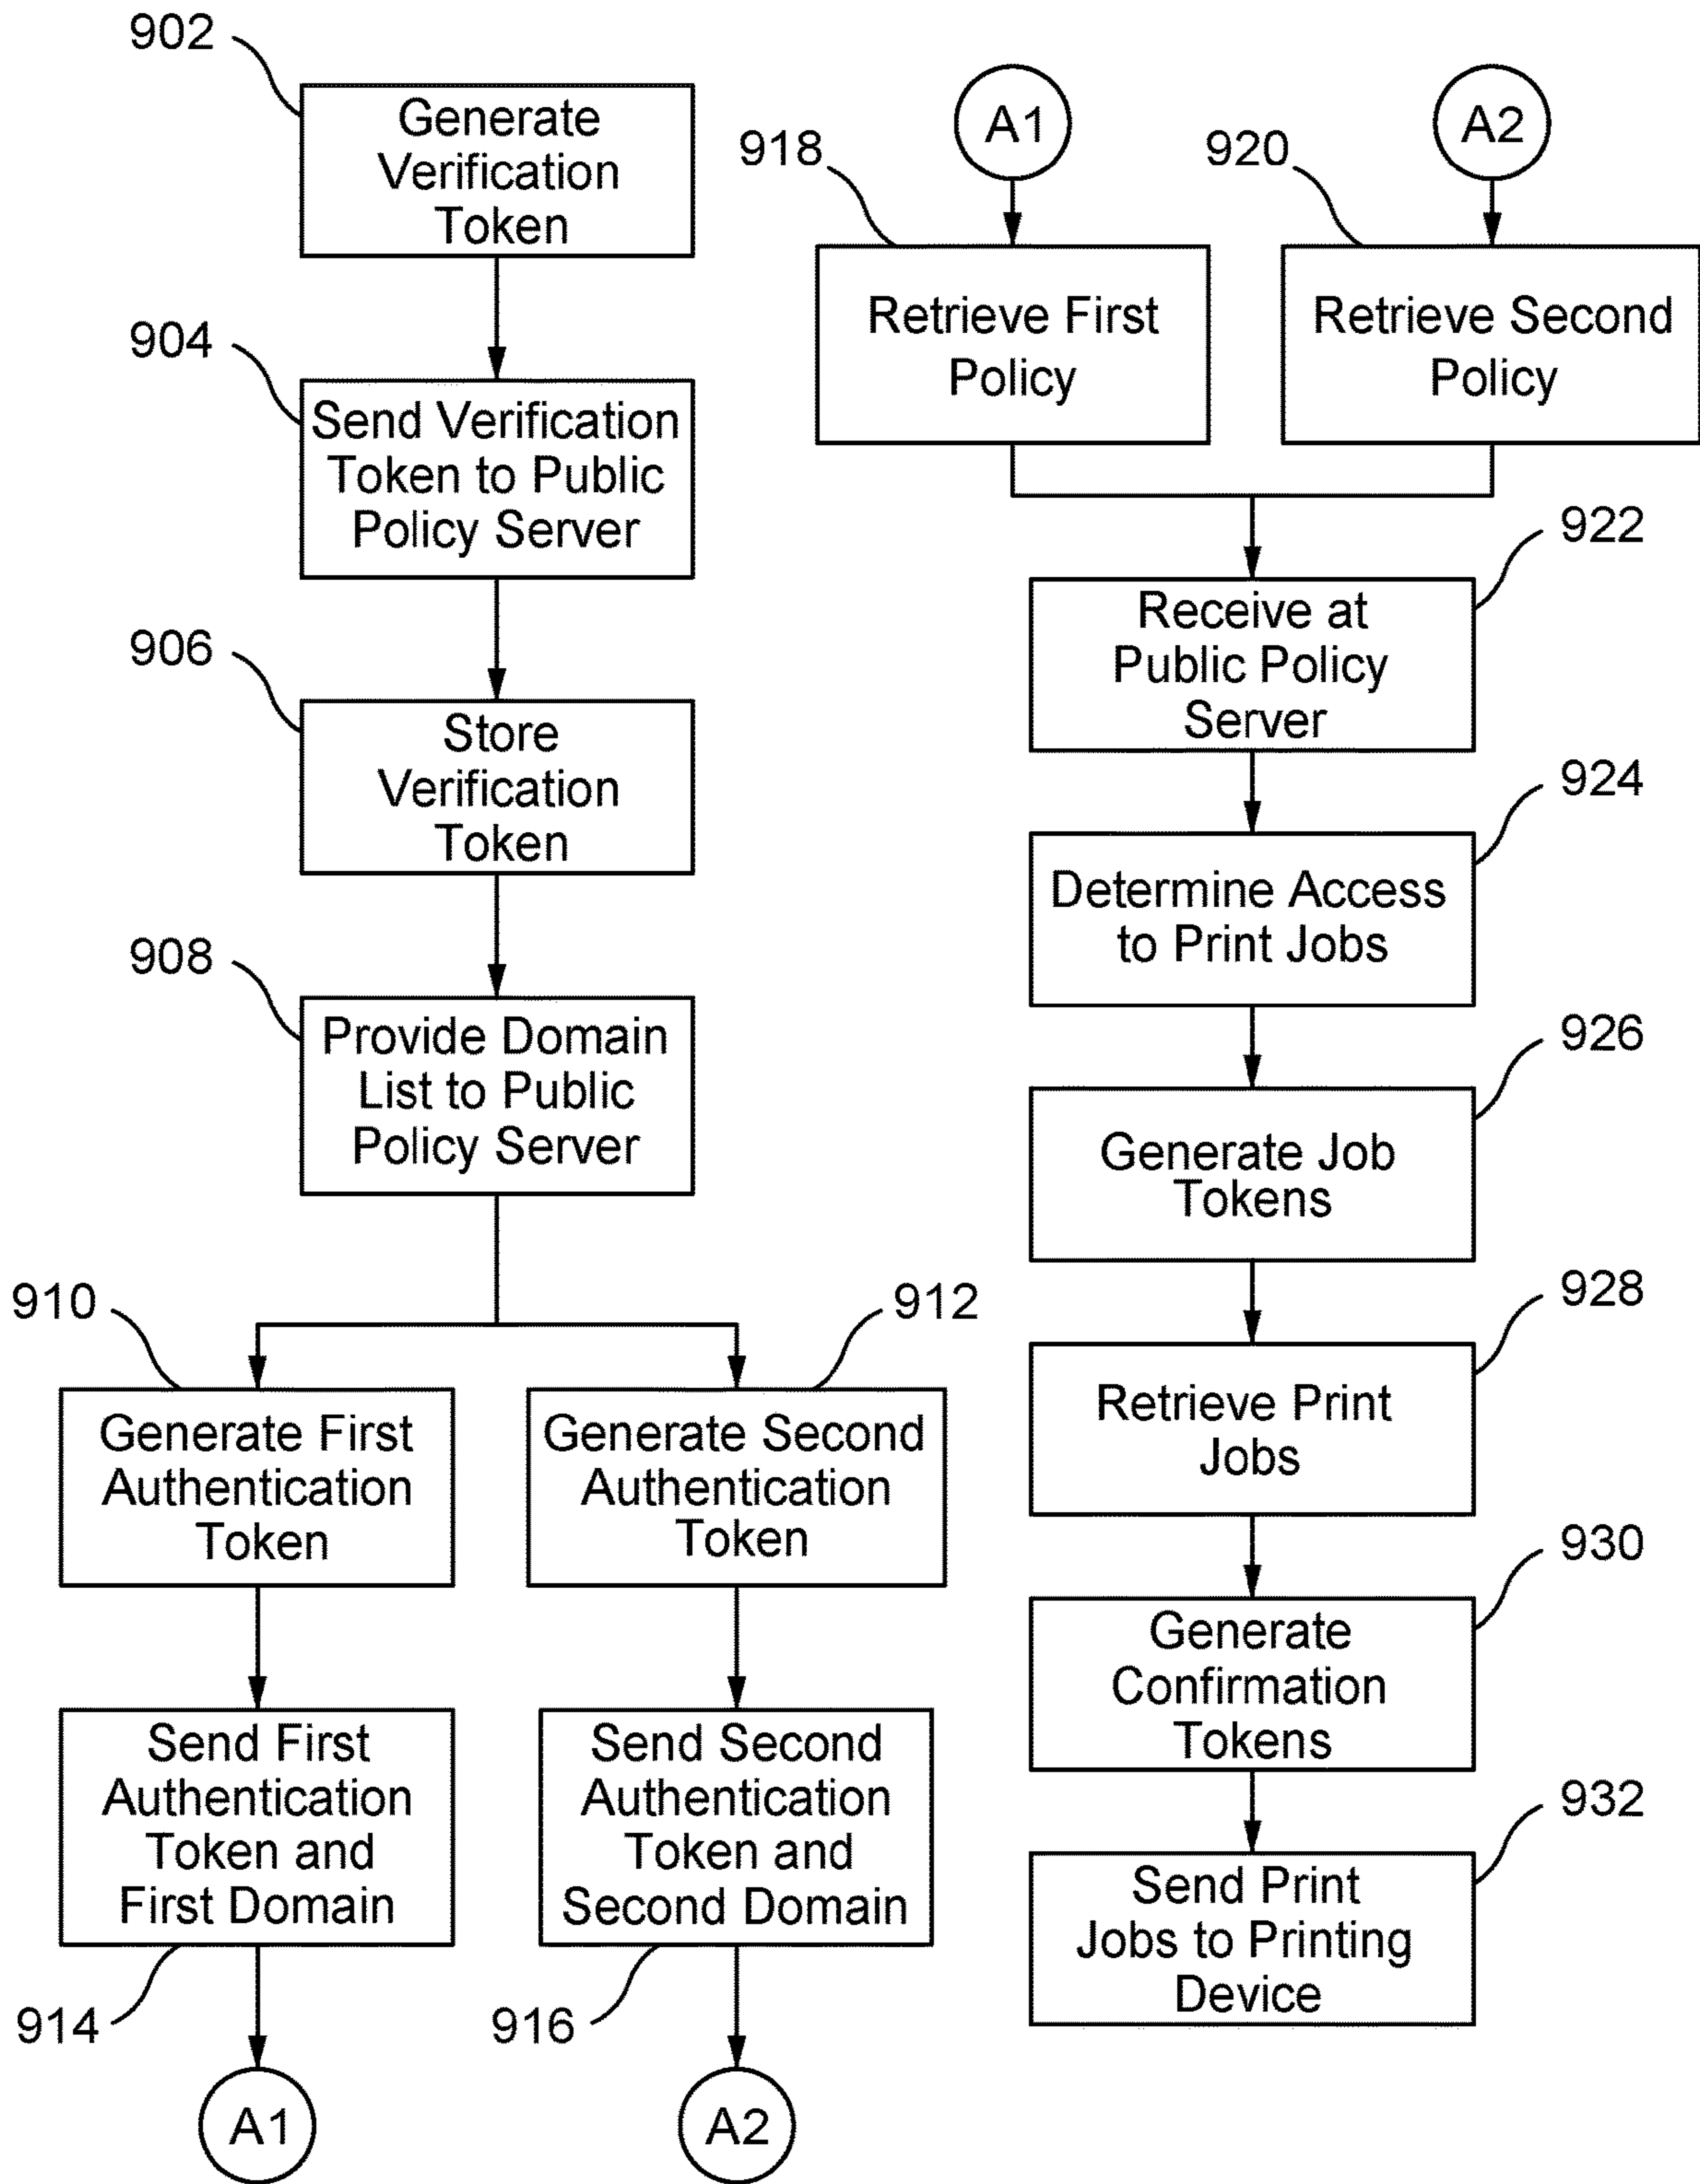 902
Generate
Verification
Token
904
Send Verification
Token to Public
Policy Server
906
Store
Verification
Token
908
Provide Domain
List to Public
Policy Server
910
Generate First
Authentication
Token
912
Generate Second
Authentication
Token
Send First
Authentication
Token and
First Domain
914
Send Second
Authentication
Token and
Second Domain
916
A1
A2
A1
918
Retrieve First
Policy
A2
920
Retrieve Second
Policy
922
Receive at
Public Policy
Server
924
Determine Access
to Print Jobs
926
Generate Job
Tokens
928
Retrieve Print
Jobs
930
Generate
Confirmation
Tokens
932
Send Print
Jobs to Printing
Device